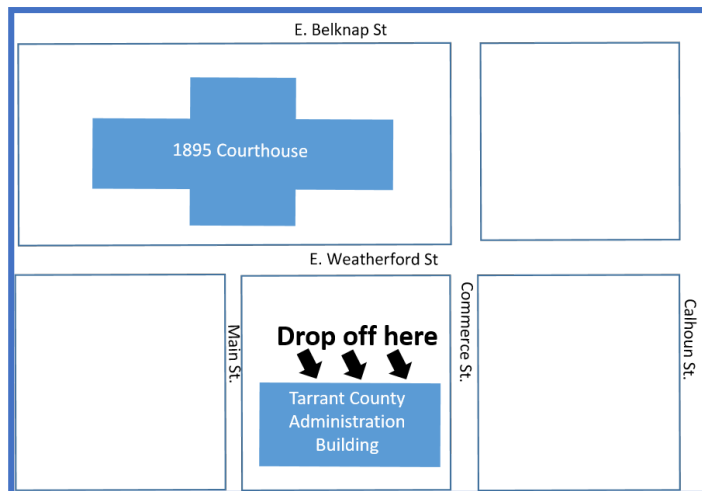 E. Belknap St
1895 Courthouse
E. Weatherford St
Main St.
Commerce St.
Calhoun St.
Drop off here
Tarrant County
Administration
Building